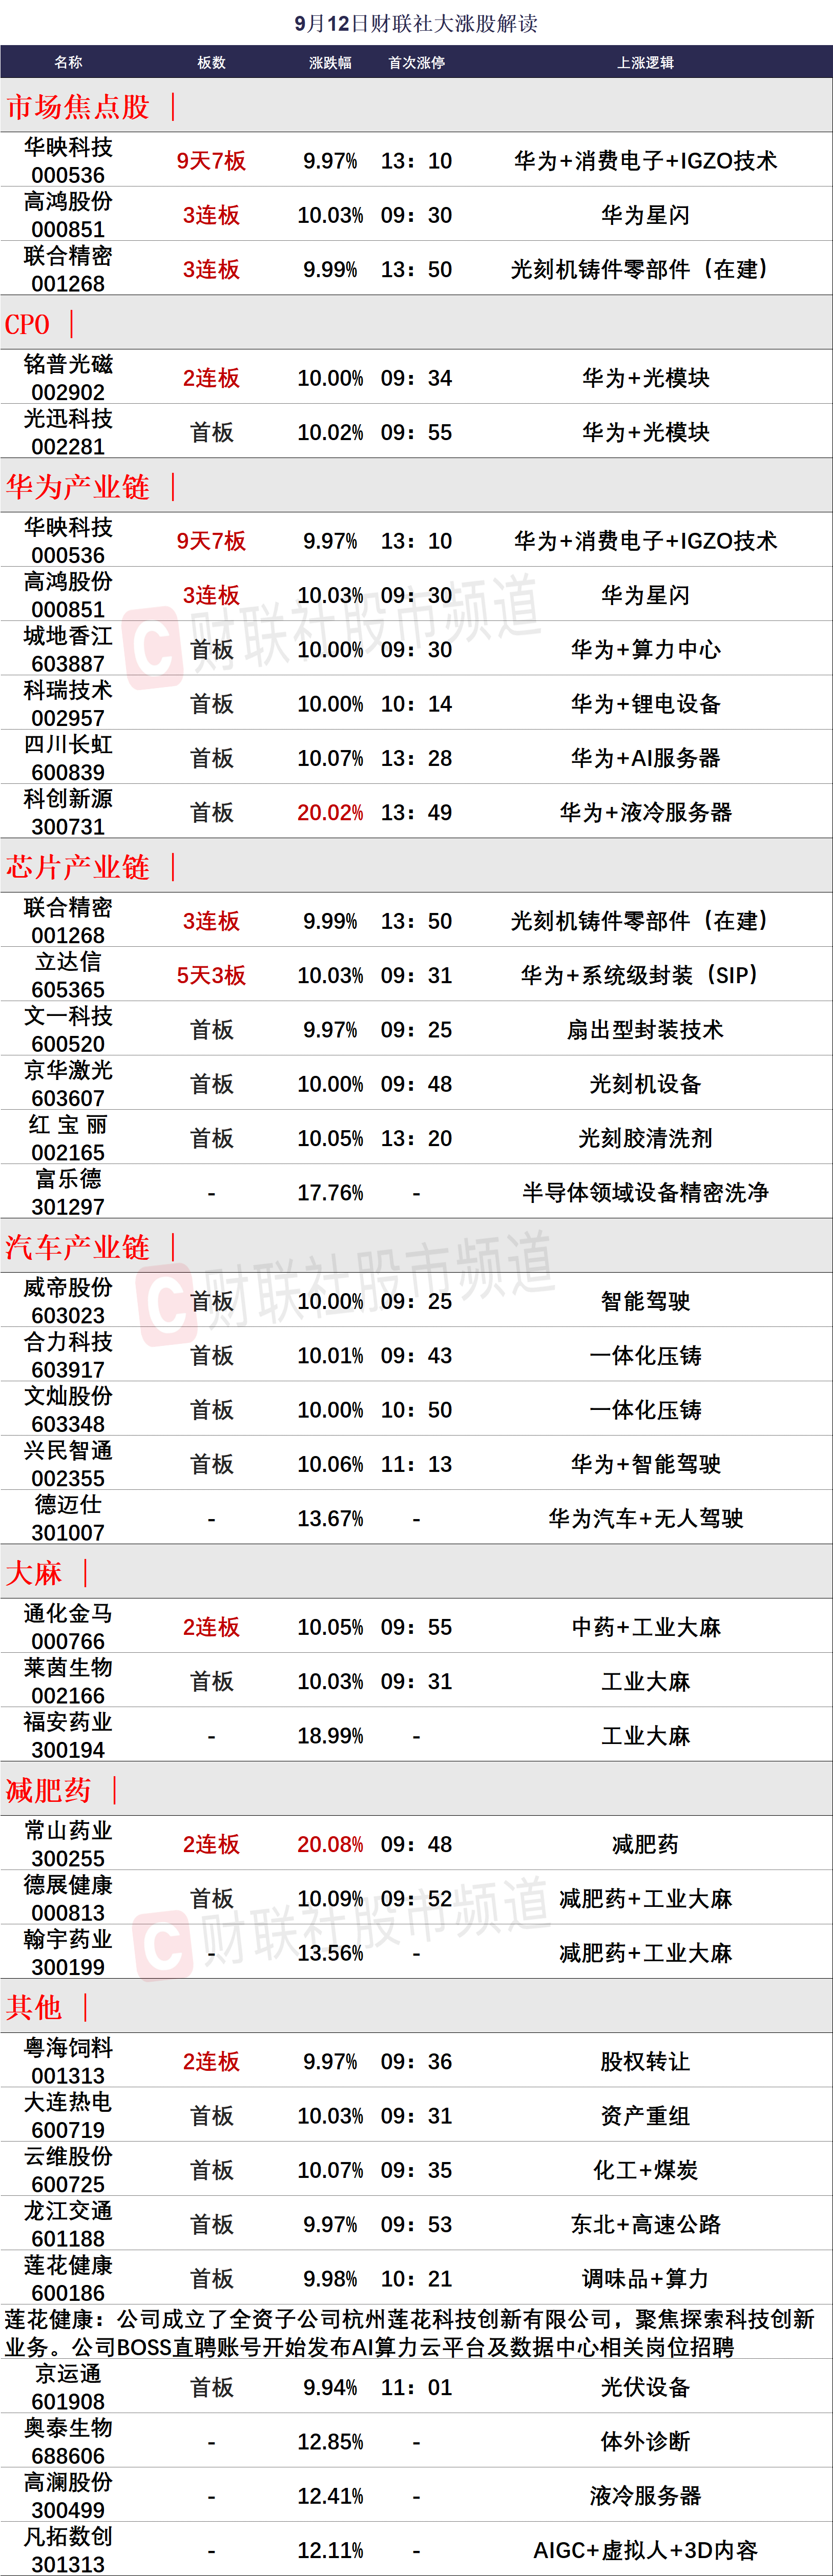 9月12日财联社大涨股解读
名称 板数 涨跌幅 首次涨停 上涨逻辑
市场焦点股 |
华映科技
000536 9天7板 9.97% 13：10 华为+消费电子+IGZO技术
高鸿股份
000851 3连板 10.03% 09：30 华为星闪
联合精密
001268 3连板 9.99% 13：50 光刻机铸件零部件（在建）
CPO |
铭普光磁
002902 2连板 10.00% 09：34 华为+光模块
光迅科技
002281 首板 10.02% 09：55 华为+光模块
华为产业链 |
华映科技
000536 9天7板 9.97% 13：10 华为+消费电子+IGZO技术
高鸿股份
000851 3连板 10.03% 09：30 华为星闪
城地香江
603887 首板 10.00% 09：30 华为+算力中心
科瑞技术
002957 首板 10.00% 10：14 华为+锂电设备
四川长虹
600839 首板 10.07% 13：28 华为+AI服务器
科创新源
300731 首板 20.02% 13：49 华为+液冷服务器
C 财联社股市频道
芯片产业链 |
联合精密
001268 3连板 9.99% 13：50 光刻机铸件零部件（在建）
立达信
605365 5天3板 10.03% 09：31 华为+系统级封装（SIP）
文一科技
600520 首板 9.97% 09：25 扇出型封装技术
京华激光
603607 首板 10.00% 09：48 光刻机设备
红 宝 丽
002165 首板 10.05% 13：20 光刻胶清洗剂
富乐德
301297 - 17.76% - 半导体领域设备精密洗净
汽车产业链 |
C 财联社股市频道
威帝股份
603023 首板 10.00% 09：25 智能驾驶
合力科技
603917 首板 10.01% 09：43 一体化压铸
文灿股份
603348 首板 10.00% 10：50 一体化压铸
兴民智通
002355 首板 10.06% 11：13 华为+智能驾驶
德迈仕
301007 - 13.67% - 华为汽车+无人驾驶
大麻 |
通化金马
000766 2连板 10.05% 09：55 中药+工业大麻
莱茵生物
002166 首板 10.03% 09：31 工业大麻
福安药业
300194 - 18.99% - 工业大麻
减肥药 |
常山药业
300255 2连板 20.08% 09：48 减肥药
德展健康
000813 首板 10.09% 09：52 减肥药+工业大麻
翰宇药业
300199 - 13.56% - 减肥药+工业大麻
C 财联社股市频道
其他 |
粤海饲料
001313 2连板 9.97% 09：36 股权转让
大连热电
600719 首板 10.03% 09：31 资产重组
云维股份
600725 首板 10.07% 09：35 化工+煤炭
龙江交通
601188 首板 9.97% 09：53 东北+高速公路
莲花健康
600186 首板 9.98% 10：21 调味品+算力
莲花健康：公司成立了全资子公司杭州莲花科技创新有限公司，聚焦探索科技创新
业务。公司BOSS直聘账号开始发布AI算力云平台及数据中心相关岗位招聘
京运通
601908 首板 9.94% 11：01 光伏设备
奥泰生物
688606 - 12.85% - 体外诊断
高澜股份
300499 - 12.41% - 液冷服务器
凡拓数创
301313 - 12.11% - AIGC+虚拟人+3D内容